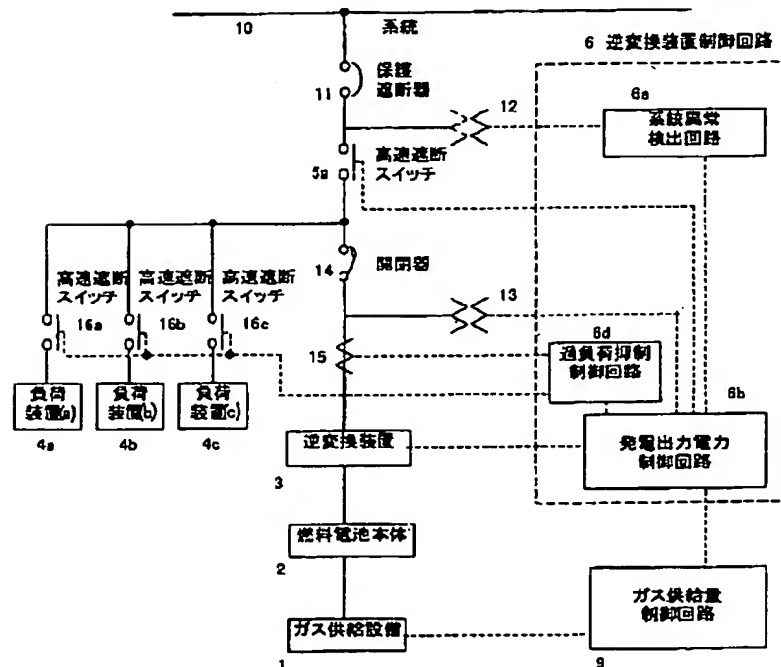 10
系統
6 逆変換装置制御回路
保護
遮断器
11
12
6a
系統異常
検出回路
高速遮断
スイッチ
5a
開閉器
14
13
高速遮断
スイッチ
16a
高速遮断
スイッチ
16b
高速遮断
スイッチ
16c
15
6d
過負荷抑制
制御回路
負荷
装置(a)
負荷
装置(b)
負荷
装置(c)
4a
4b
4c
6b
発電出力電力
制御回路
逆変換装置
3
燃料電池本体
2
ガス供給量
制御回路
ガス供給設備
1
9